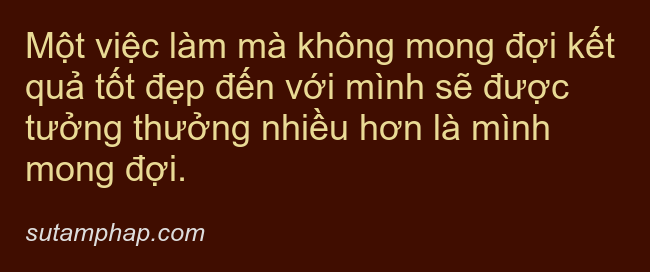 Một việc làm mà không mong đợi kết
quả tốt đẹp đến với mình sẽ được
tưởng thưởng nhiều hơn là mình
mong đợi.
sutamphap.com